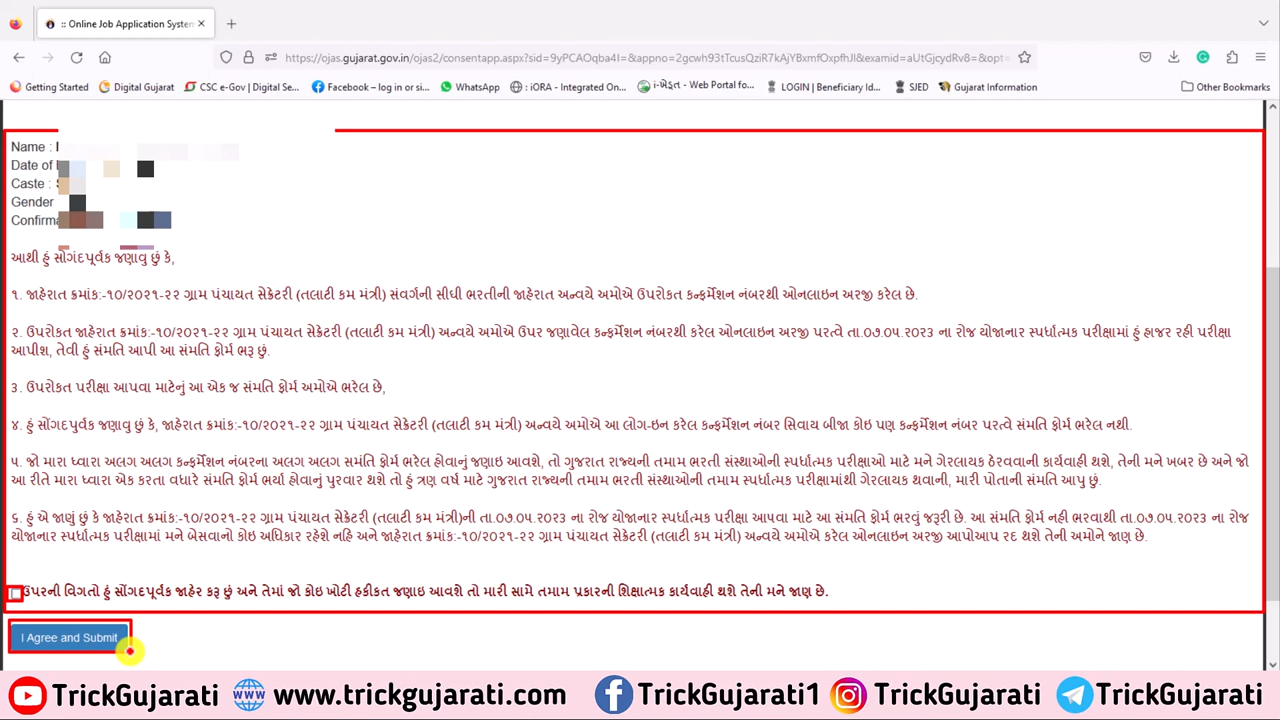 :: Online Job Application System
https://ojas.gujarat.gov.in/ojas2/consentapp.aspx?sid=9yPCAOqba4I=&appno=2gcwh93tTcusQziR7kAjYBxmfOxpfhJI&examid=aUtGjcydRv8=&opt=
Getting Started Digital Gujarat CSC e-Gov | Digital Se... Facebook – log in or si... WhatsApp : iORA - Integrated On... i-ખેડૂત - Web Portal fo... LOGIN | Beneficiary Id... SJED Gujarat Information Other Bookmarks
Name :
Date of
Caste :
Gender
Confirma
આથી હું સોગંદપૂર્વક જણાવુ છું કે,
૧. જાહેરાત ક્રમાંક:-૧૦/૨૦૨૧-૨૨ ગ્રામ પંચાયત સેક્રેટરી (તલાટી કમ મંત્રી) સંવર્ગની સીધી ભરતીની જાહેરાત અન્વયે અમોએ ઉપરોકત કન્ફર્મેશન નંબરથી ઓનલાઇન અરજી કરેલ છે.
૨. ઉપરોકત જાહેરાત ક્રમાંક:-૧૦/૨૦૨૧-૨૨ ગ્રામ પંચાયત સેક્રેટરી (તલાટી કમ મંત્રી) અન્વયે અમોએ ઉપર જણાવેલ કન્ફર્મેશન નંબરથી કરેલ ઓનલાઇન અરજી પરત્વે તા.૦૭.૦૫.૨૦૨૩ ના રોજ યોજાનાર સ્પર્ધાત્મક પરીક્ષામાં હું હાજર રહી પરીક્ષા
આપીશ, તેવી હું સંમતિ આપી આ સંમતિ ફોર્મ ભરૂ છું.
૩. ઉપરોકત પરીક્ષા આપવા માટેનું આ એક જ સંમતિ ફોર્મ અમોએ ભરેલ છે,
૪. હું સોંગદપુર્વક જણાવુ છું કે, જાહેરાત ક્રમાંક:-૧૦/૨૦૨૧-૨૨ ગ્રામ પંચાયત સેક્રેટરી (તલાટી કમ મંત્રી) અન્વયે અમોએ આ લોગ-ઇન કરેલ કન્ફર્મેશન નંબર સિવાય બીજા કોઇ પણ કન્ફર્મેશન નંબર પરત્વે સંમતિ ફોર્મ ભરેલ નથી.
૫. જો મારા ધ્વારા અલગ અલગ કન્ફર્મેશન નંબરના અલગ અલગ સમંતિ ફોર્મ ભરેલ હોવાનું જણાઇ આવશે, તો ગુજરાત રાજ્યની તમામ ભરતી સંસ્થાઓની સ્પર્ધાત્મક પરીક્ષાઓ માટે મને ગેરલાયક ઠેરવવાની કાર્યવાહી થશે, તેની મને ખબર છે અને જો
આ રીતે મારા ધ્વારા એક કરતા વધારે સંમતિ ફોર્મ ભર્યા હોવાનું પુરવાર થશે તો હું ત્રણ વર્ષ માટે ગુજરાત રાજ્યની તમામ ભરતી સંસ્થાઓની તમામ સ્પર્ધાત્મક પરીક્ષામાંથી ગેરલાયક થવાની, મારી પોતાની સંમતિ આપુ છું.
૬. હું એ જાણું છું કે જાહેરાત ક્રમાંક:-૧૦/૨૦૨૧-૨૨ ગ્રામ પંચાયત સેક્રેટરી (તલાટી કમ મંત્રી)ની તા.૦૭.૦૫.૨૦૨૩ ના રોજ યોજાનાર સ્પર્ધાત્મક પરીક્ષા આપવા માટે આ સંમતિ ફોર્મ ભરવું જરૂરી છે. આ સંમતિ ફોર્મ નહી ભરવાથી તા.૦૭.૦૫.૨૦૨૩ ના રોજ
યોજાનાર સ્પર્ધાત્મક પરીક્ષામાં મને બેસવાનો કોઇ અધિકાર રહેશે નહિ અને જાહેરાત ક્રમાંક:-૧૦/૨૦૨૧-૨૨ ગ્રામ પંચાયત સેક્રેટરી (તલાટી કમ મંત્રી) અન્વયે અમોએ કરેલ ઓનલાઇન અરજી આપોઆપ રદ થશે તેની અમોને જાણ છે.
ઉપરની વિગતો હું સોંગદપૂર્વક જાહેર કરૂ છું અને તેમાં જો કોઇ ખોટી હકીકત જણાઇ આવશે તો મારી સામે તમામ પ્રકારની શિક્ષાત્મક કાર્યવાહી થશે તેની મને જાણ છે.
I Agree and Submit
TrickGujarati www.trickgujarati.com TrickGujarati1 TrickGujarati TrickGujarati